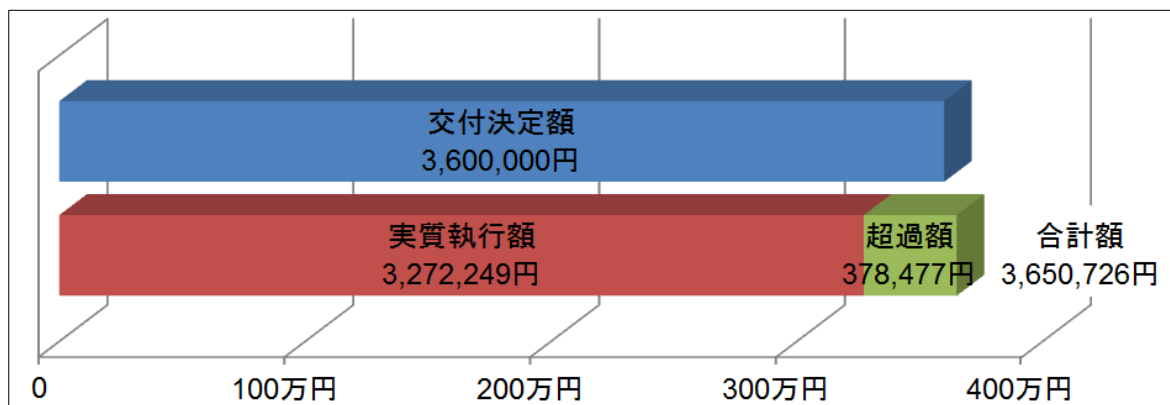 交付決定額
3,600,000円
実質執行額
3,272,249円
超過額
378,477円
合計額
3,650,726円
0
100万円
200万円
300万円
400万円